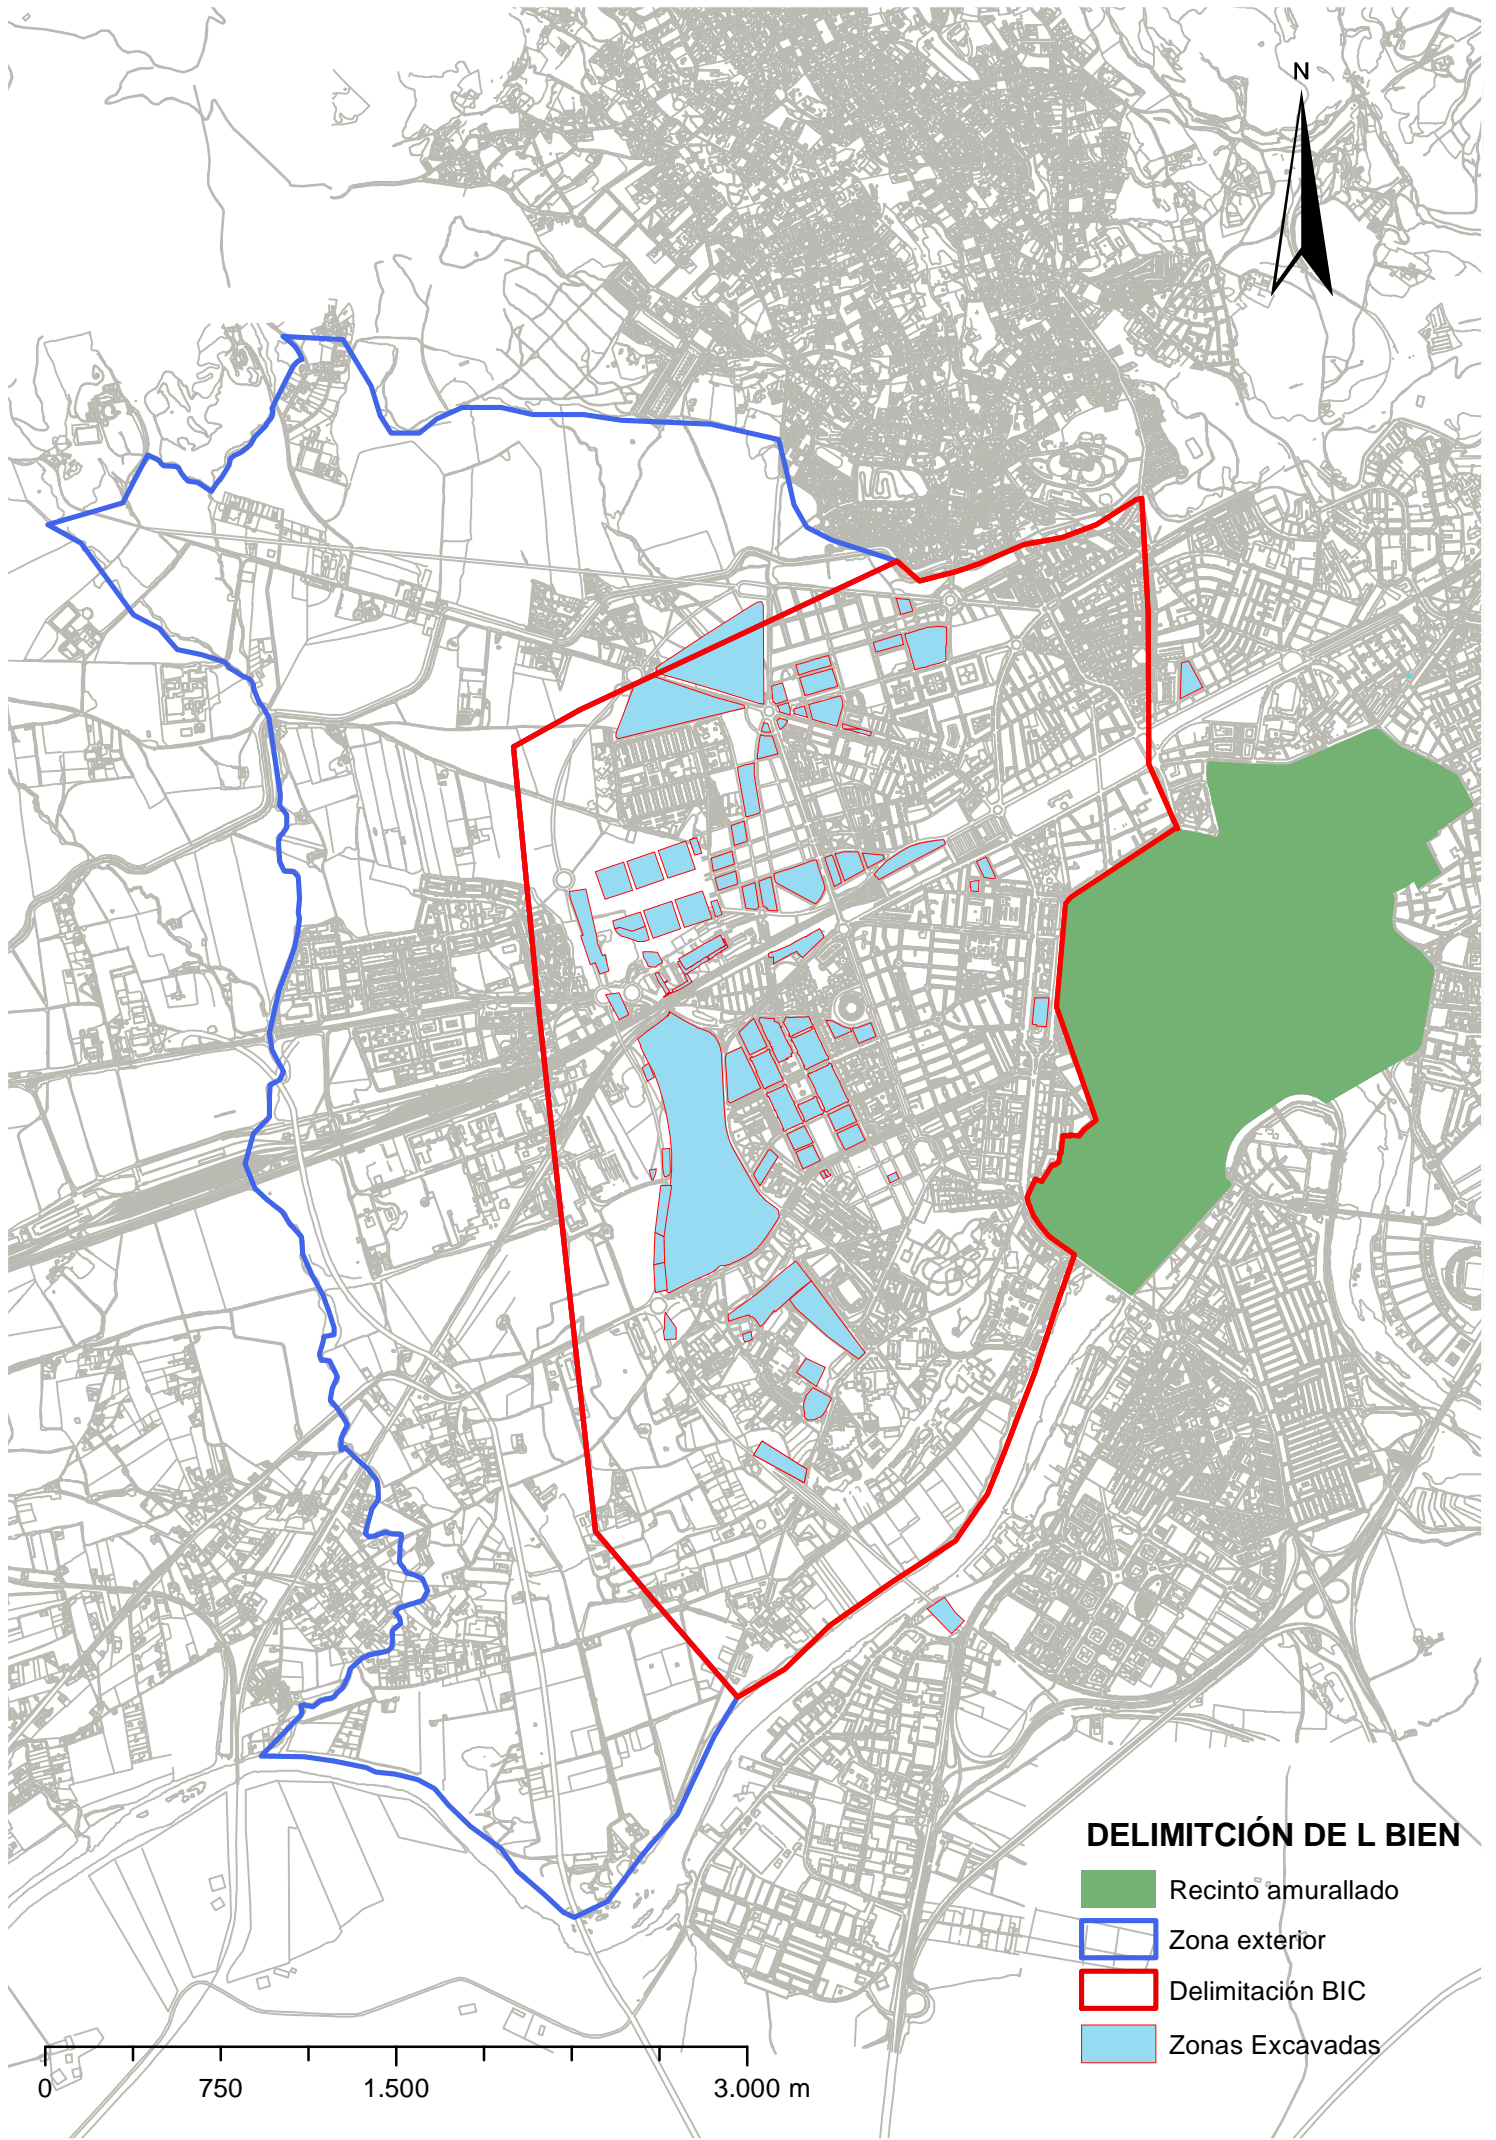 N
DELIMITCIÓN DE L BIEN
Recinto amurallado
Zona exterior
Delimitación BIC
Zonas Excavadas
0 750 1.500 3.000 m